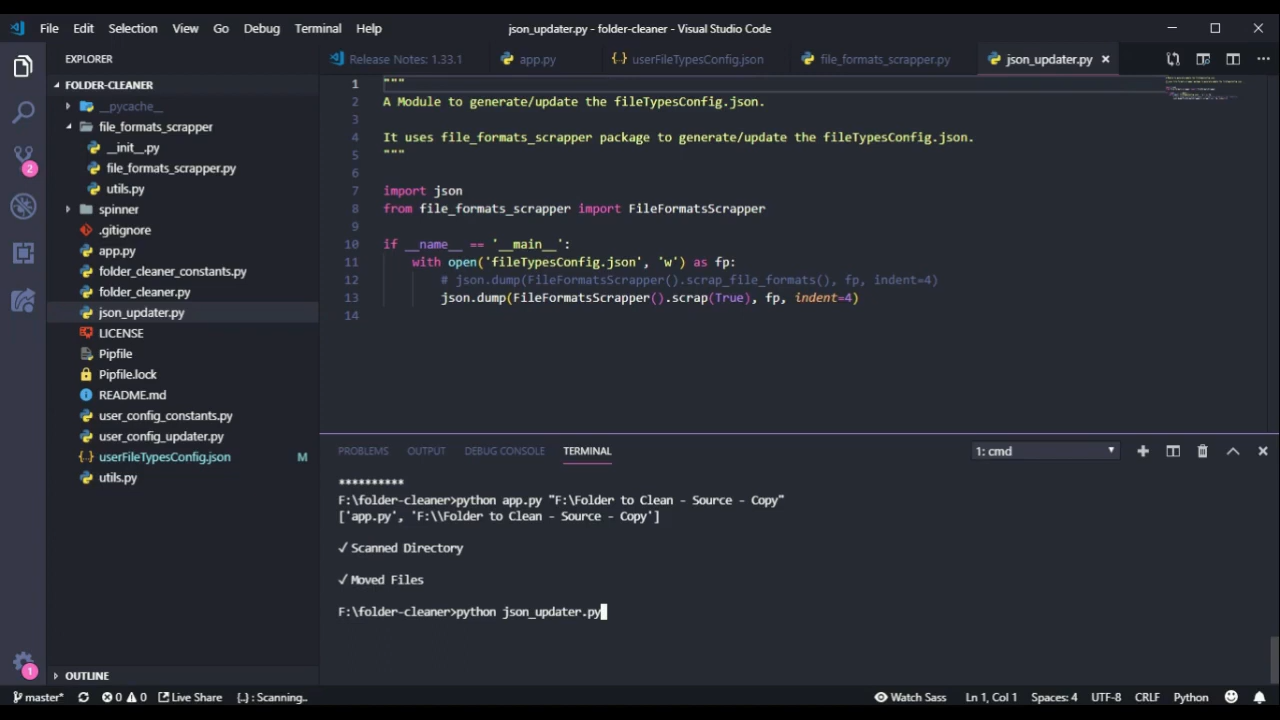 File Edit Selection View Go Debug Terminal Help
json_updater.py - folder-cleaner - Visual Studio Code
EXPLORER
Release Notes: 1.33.1
app.py
userFileTypesConfig.json
file_formats_scrapper.py
json_updater.py
FOLDER-CLEANER
__pycache__
file_formats_scrapper
__init__.py
file_formats_scrapper.py
utils.py
spinner
.gitignore
app.py
folder_cleaner_constants.py
folder_cleaner.py
json_updater.py
LICENSE
Pipfile
Pipfile.lock
README.md
user_config_constants.py
user_config_updater.py
userFileTypesConfig.json M
utils.py
OUTLINE
2
1
1 """
2 A Module to generate/update the fileTypesConfig.json.
3
4 It uses file_formats_scrapper package to generate/update the fileTypesConfig.json.
5 """
6
7 import json
8 from file_formats_scrapper import FileFormatsScrapper
9
10 if __name__ == '__main__':
11 with open('fileTypesConfig.json', 'w') as fp:
12 # json.dump(FileFormatsScrapper().scrap_file_formats(), fp, indent=4)
13 json.dump(FileFormatsScrapper().scrap(True), fp, indent=4)
14
PROBLEMS OUTPUT DEBUG CONSOLE TERMINAL
1: cmd
**********
F:\folder-cleaner>python app.py "F:\Folder to Clean - Source - Copy"
['app.py', 'F:\\Folder to Clean - Source - Copy']
✓ Scanned Directory
✓ Moved Files
F:\folder-cleaner>python json_updater.py
master* 0 0 Live Share {..} : Scanning..
Watch Sass Ln 1, Col 1 Spaces: 4 UTF-8 CRLF Python